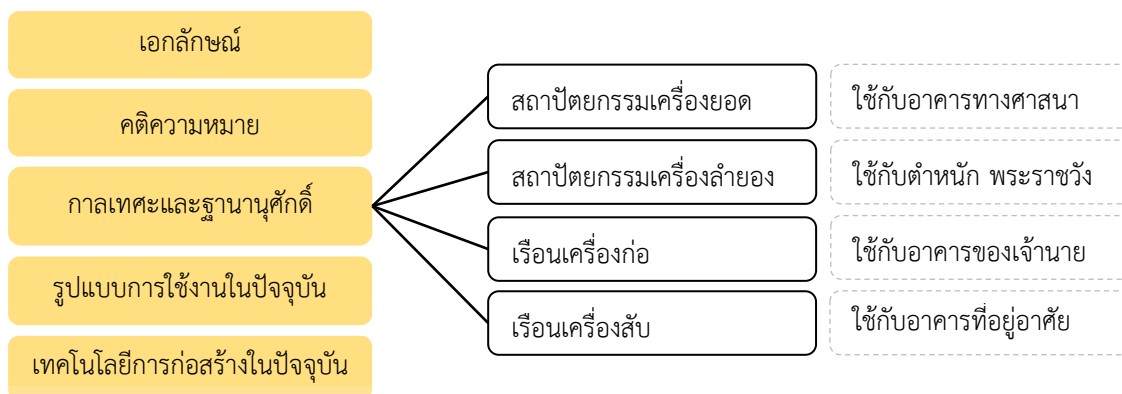 เอกลักษณ์
คติความหมาย
กาลเทศะและฐานานุศักดิ์
รูปแบบการใช้งานในปัจจุบัน
เทคโนโลยีการก่อสร้างในปัจจุบัน
สถาปัตยกรรมเครื่องยอด
สถาปัตยกรรมเครื่องลำยอง
เรือนเครื่องก่อ
เรือนเครื่องสับ
ใช้กับอาคารทางศาสนา
ใช้กับตำหนัก พระราชวัง
ใช้กับอาคารของเจ้านาย
ใช้กับอาคารที่อยู่อาศัย